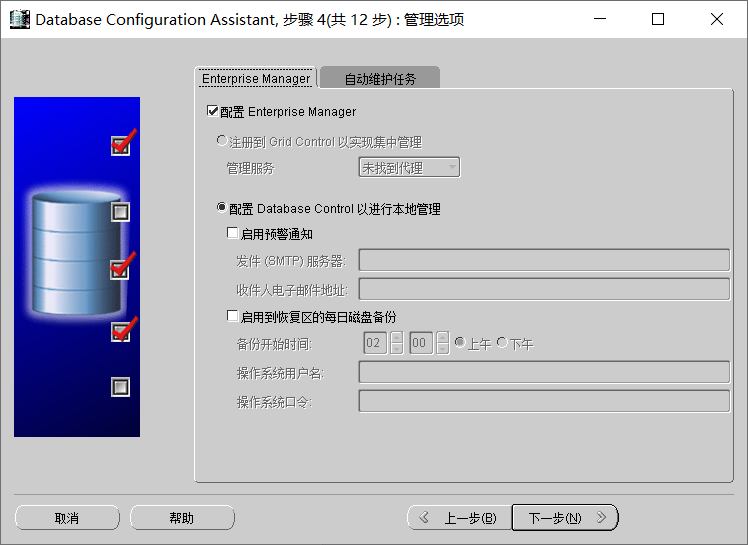 Database Configuration Assistant, 步骤 4(共 12 步) : 管理选项
Enterprise Manager 自动维护任务
配置 Enterprise Manager
注册到 Grid Control 以实现集中管理
管理服务 未找到代理
配置 Database Control 以进行本地管理
启用预警通知
发件 (SMTP) 服务器:
收件人电子邮件地址:
启用到恢复区的每日磁盘备份
备份开始时间: 02 00 上午 下午
操作系统用户名:
操作系统口令:
取消 帮助 上一步(B) 下一步(N)